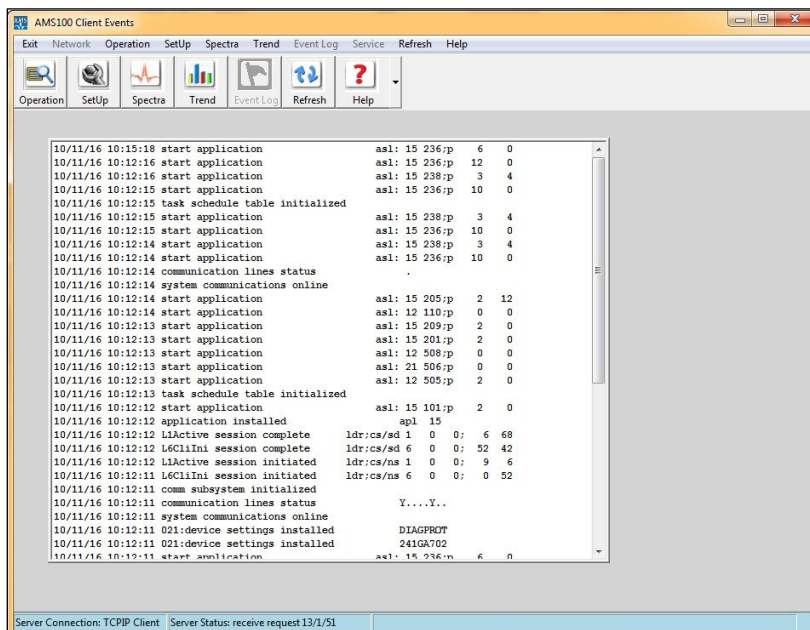 AMS100 Client Events
Exit Network Operation SetUp Spectra Trend Event Log Service Refresh Help
Operation SetUp Spectra Trend Event Log Refresh Help
10/11/16 10:15:18 start application asl: 15 236;p 6 0
10/11/16 10:12:16 start application asl: 15 236;p 12 0
10/11/16 10:12:16 start application asl: 15 238;p 3 4
10/11/16 10:12:15 start application asl: 15 236;p 10 0
10/11/16 10:12:15 task schedule table initialized
10/11/16 10:12:15 start application asl: 15 238;p 3 4
10/11/16 10:12:15 start application asl: 15 236;p 10 0
10/11/16 10:12:14 start application asl: 15 238;p 3 4
10/11/16 10:12:14 start application asl: 15 236;p 10 0
10/11/16 10:12:14 communication lines status .
10/11/16 10:12:14 system communications online
10/11/16 10:12:14 start application asl: 15 205;p 2 12
10/11/16 10:12:14 start application asl: 12 110;p 0 0
10/11/16 10:12:13 start application asl: 15 209;p 2 0
10/11/16 10:12:13 start application asl: 15 201;p 2 0
10/11/16 10:12:13 start application asl: 12 508;p 0 0
10/11/16 10:12:13 start application asl: 21 506;p 0 0
10/11/16 10:12:13 start application asl: 12 505;p 2 0
10/11/16 10:12:13 task schedule table initialized
10/11/16 10:12:12 start application asl: 15 101;p 2 0
10/11/16 10:12:12 application installed apl 15
10/11/16 10:12:12 L1Active session complete ldr;cs/sd 1 0 0; 6 68
10/11/16 10:12:12 L6CliIni session complete ldr;cs/sd 6 0 0; 52 42
10/11/16 10:12:12 L1Active session initiated ldr;cs/ns 1 0 0; 9 6
10/11/16 10:12:11 L6CliIni session initiated ldr;cs/ns 6 0 0; 0 52
10/11/16 10:12:11 comm subsystem initialized
10/11/16 10:12:11 communication lines status Y....Y..
10/11/16 10:12:11 system communications online
10/11/16 10:12:11 021:device settings installed DIAGPROT
10/11/16 10:12:11 021:device settings installed 241GA702
10/11/16 10:12:11 start application asl: 15 236;p 6 0
Server Connection: TCPIP Client Server Status: receive request 13/1/51